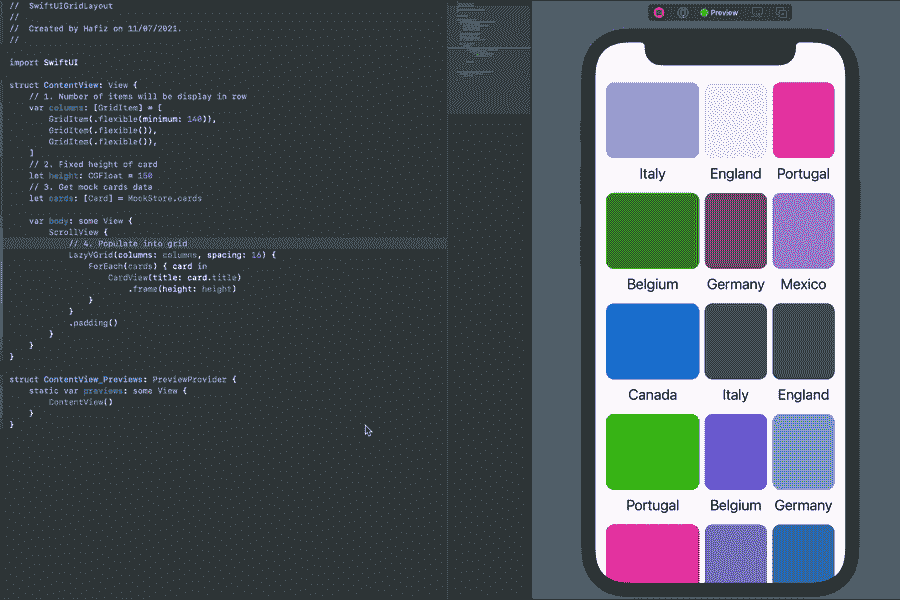 //  SwiftUIGridLayout
//
//  Created by Hafiz on 11/07/2021.
//
import SwiftUI
struct ContentView: View {
// 1. Number of items will be display in row
var columns: [GridItem] = [
GridItem(.flexible(minimum: 140)),
GridItem(.flexible()),
GridItem(.flexible()),
]
// 2. Fixed height of card
let height: CGFloat = 150
// 3. Get mock cards data
let cards: [Card] = MockStore.cards
var body: some View {
ScrollView {
// 4. Populate into grid
LazyVGrid(columns: columns, spacing: 16) {
ForEach(cards) { card in
CardView(title: card.title)
.frame(height: height)
}
}
.padding()
}
}
}
struct ContentView_Previews: PreviewProvider {
static var previews: some View {
ContentView()
}
}
Preview
Italy England Portugal
Belgium Germany Mexico
Canada Italy England
Portugal Belgium Germany